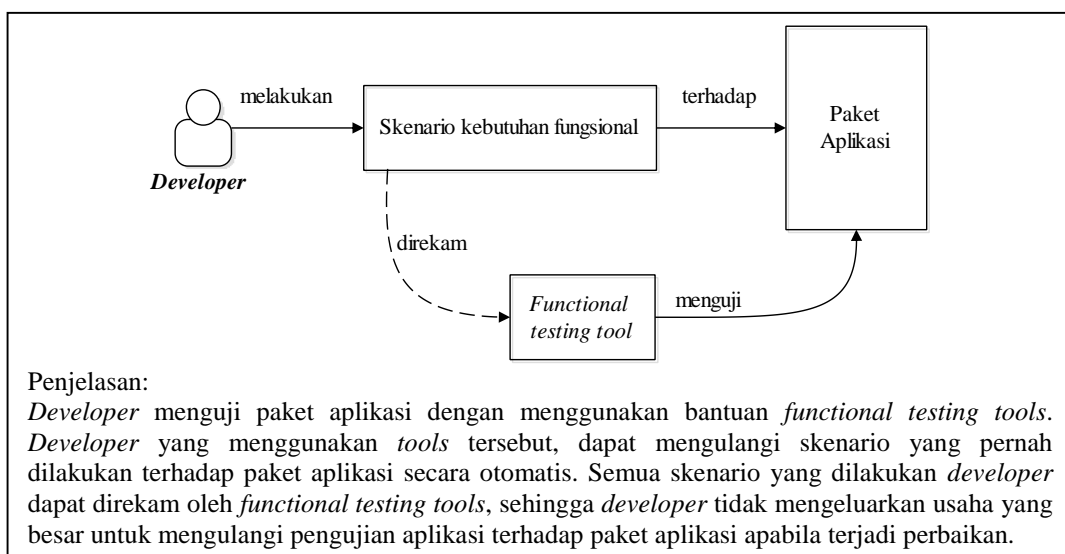 melakukan
Skenario kebutuhan fungsional
terhadap
Paket
Aplikasi
Developer
direkam
Functional
testing tool
menguji
Penjelasan:
Developer menguji paket aplikasi dengan menggunakan bantuan functional testing tools.
Developer yang menggunakan tools tersebut, dapat mengulangi skenario yang pernah
dilakukan terhadap paket aplikasi secara otomatis. Semua skenario yang dilakukan developer
dapat direkam oleh functional testing tools, sehingga developer tidak mengeluarkan usaha yang
besar untuk mengulangi pengujian aplikasi terhadap paket aplikasi apabila terjadi perbaikan.